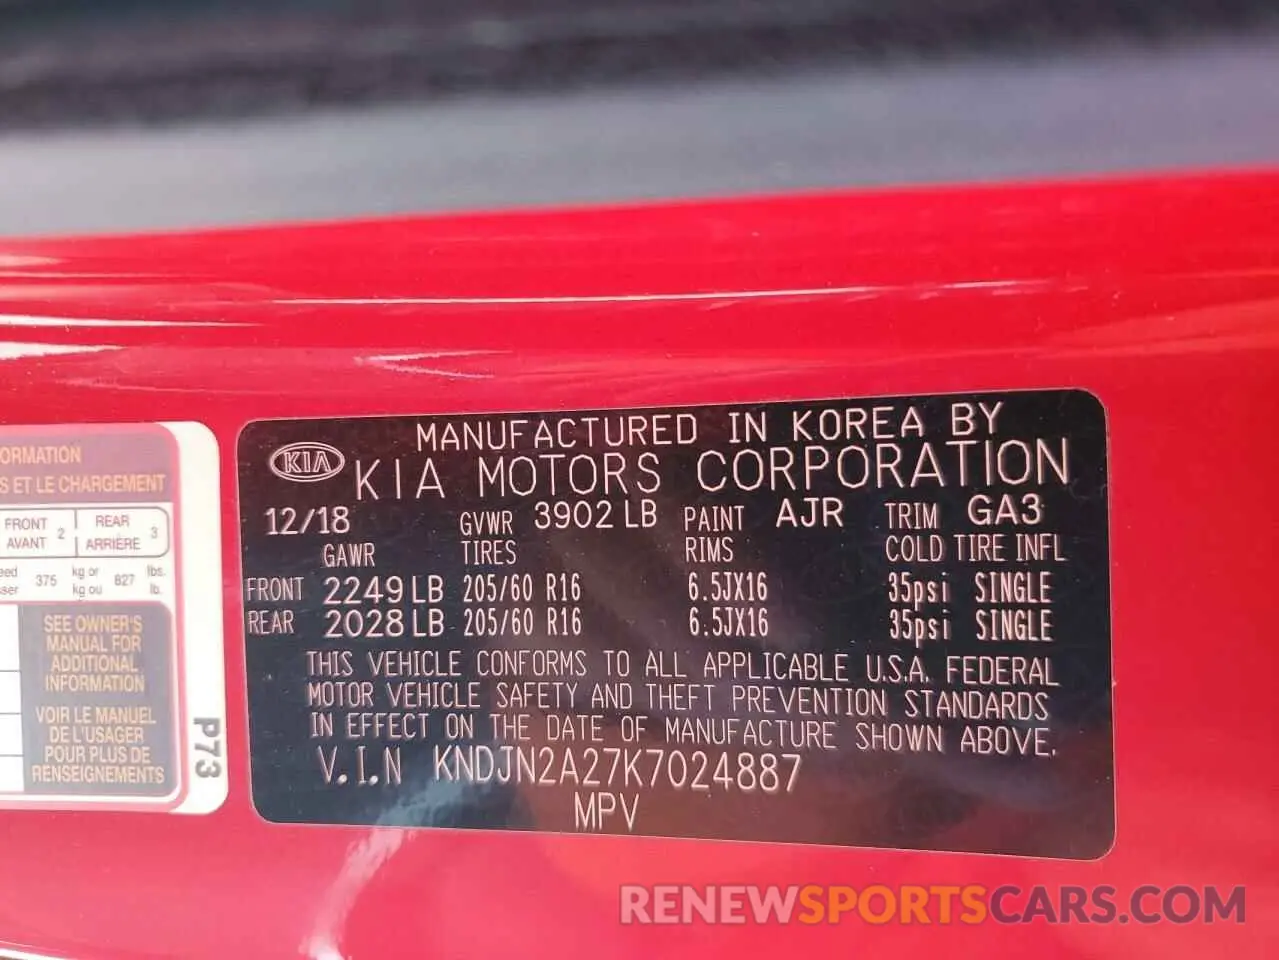 ORMATION
S ET LE CHARGEMENT
FRONT AVANT 2 REAR ARRIÈRE 3
375 kg or kg ou 827 lbs. lb.
SEE OWNER'S
MANUAL FOR
ADDITIONAL
INFORMATION
VOIR LE MANUEL
DE L'USAGER
POUR PLUS DE
RENSEIGNEMENTS
P73
MANUFACTURED IN KOREA BY
KIA KIA MOTORS CORPORATION
12/18 GVWR 3902 LB PAINT AJR TRIM GA3
GAWR TIRES RIMS COLD TIRE INFL
FRONT 2249 LB 205/60 R16 6.5JX16 35psi SINGLE
REAR 2028 LB 205/60 R16 6.5JX16 35psi SINGLE
THIS VEHICLE CONFORMS TO ALL APPLICABLE U.S.A. FEDERAL
MOTOR VEHICLE SAFETY AND THEFT PREVENTION STANDARDS
IN EFFECT ON THE DATE OF MANUFACTURE SHOWN ABOVE.
V.I.N KNDJN2A27K7024887
MPV
RENEWSPORTSCARS.COM